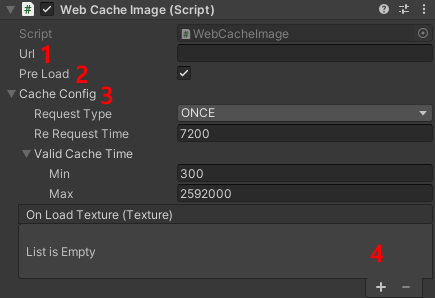 Web Cache Image (Script)
Script WebCacheImage
Url 1
Pre Load 2
Cache Config 3
Request Type ONCE
Re Request Time 7200
Valid Cache Time
Min 300
Max 2592000
On Load Texture (Texture)
List is Empty 4
+ −